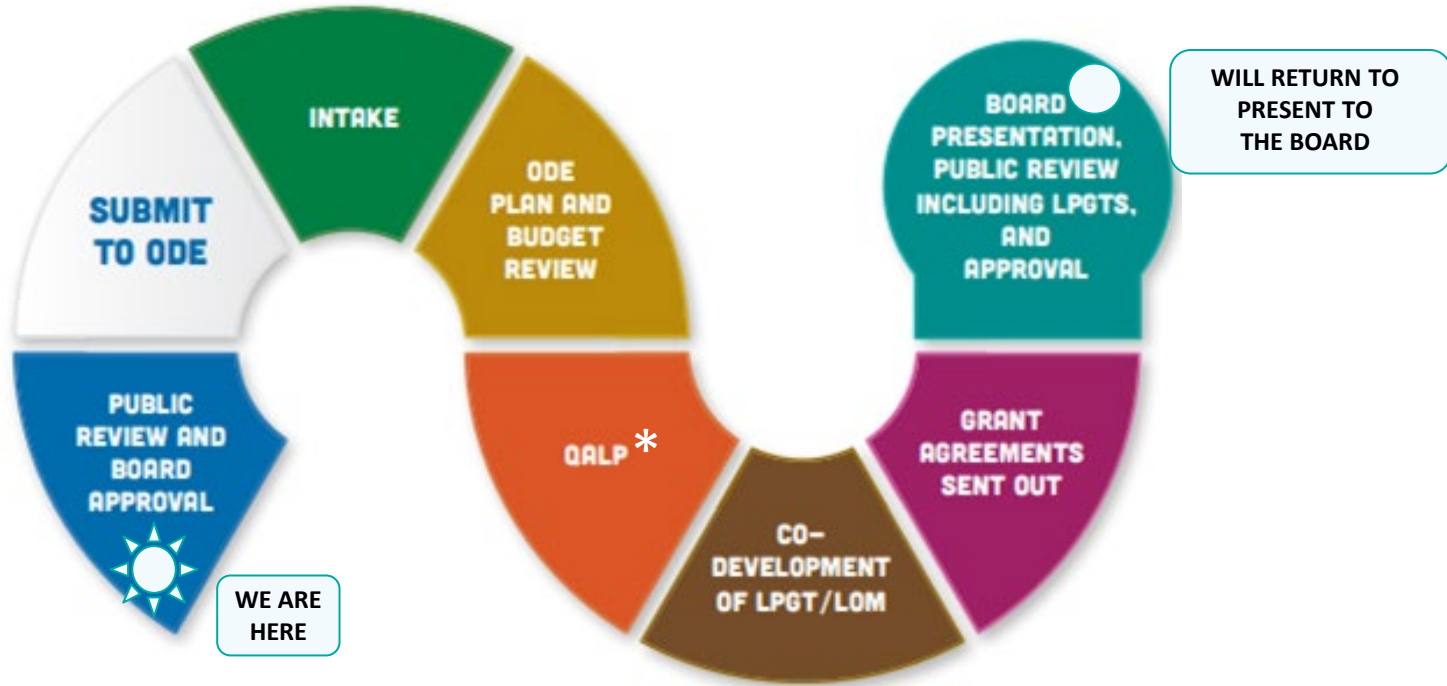 PUBLIC
REVIEW AND
BOARD
APPROVAL
WE ARE
HERE
SUBMIT
TO ODE
INTAKE
ODE
PLAN AND
BUDGET
REVIEW
QALP *
CO-
DEVELOPMENT
OF LPGT/LOM
GRANT
AGREEMENTS
SENT OUT
BOARD
PRESENTATION,
PUBLIC REVIEW
INCLUDING LPGTS,
AND
APPROVAL
WILL RETURN TO
PRESENT TO
THE BOARD